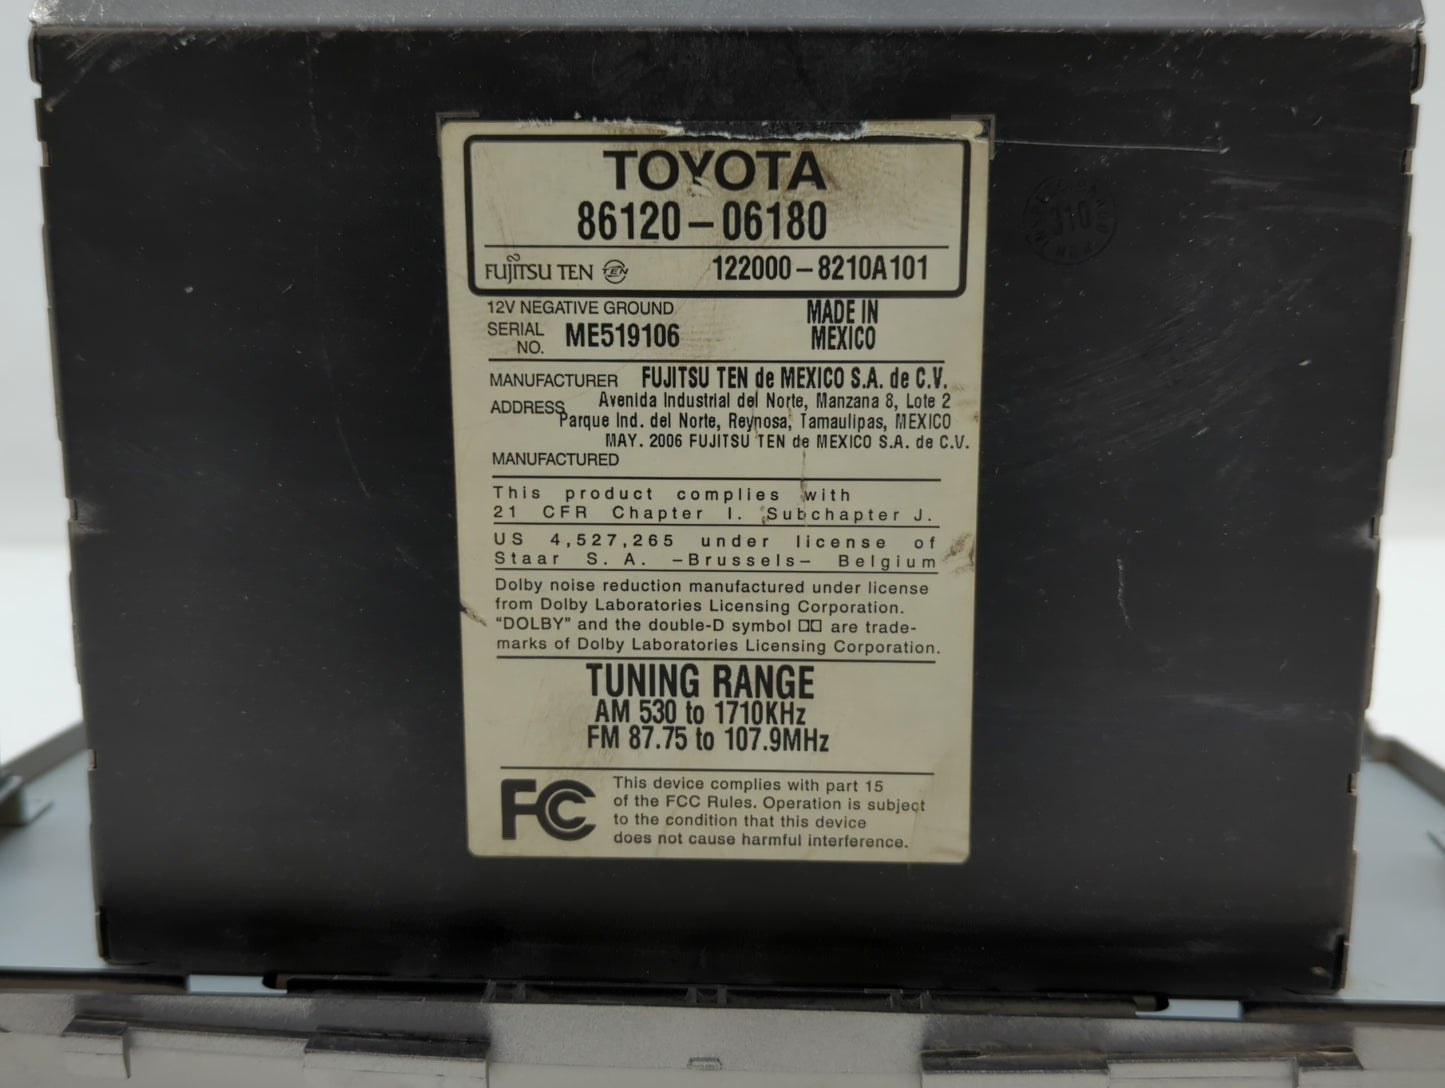 TOYOTA
86120-06180
FUJITSU TEN TEN 122000-8210A101
12V NEGATIVE GROUND MADE IN
SERIAL NO. ME519106 MEXICO
MANUFACTURER FUJITSU TEN de MEXICO S.A. de C.V.
ADDRESS Avenida Industrial del Norte, Manzana 8, Lote 2
Parque Ind. del Norte, Reynosa, Tamaulipas, MEXICO
MAY. 2006 FUJITSU TEN de MEXICO S.A. de C.V.
MANUFACTURED
This product complies with
21 CFR Chapter I. Subchapter J.
US 4,527,265 under license of
Staar S. A. -Brussels- Belgium
Dolby noise reduction manufactured under license
from Dolby Laboratories Licensing Corporation.
"DOLBY" and the double-D symbol are trade-
marks of Dolby Laboratories Licensing Corporation.
TUNING RANGE
AM 530 to 1710KHz
FM 87.75 to 107.9MHz
FC This device complies with part 15
of the FCC Rules. Operation is subject
to the condition that this device
does not cause harmful interference.
310